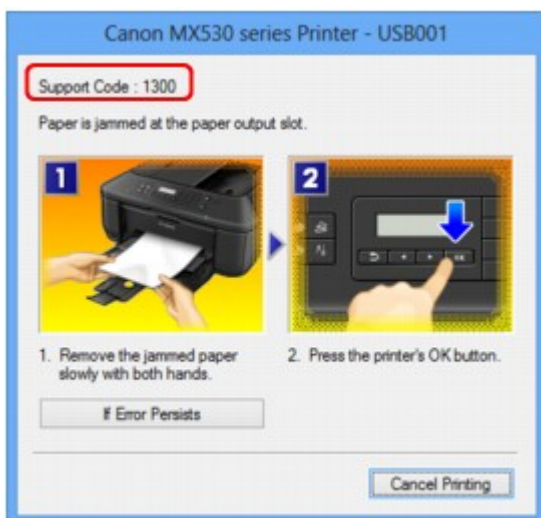 Canon MX530 series Printer - USB001
Support Code : 1300
Paper is jammed at the paper output slot.
1
2
OK
1. Remove the jammed paper
slowly with both hands.
2. Press the printer's OK button.
If Error Persists
Cancel Printing